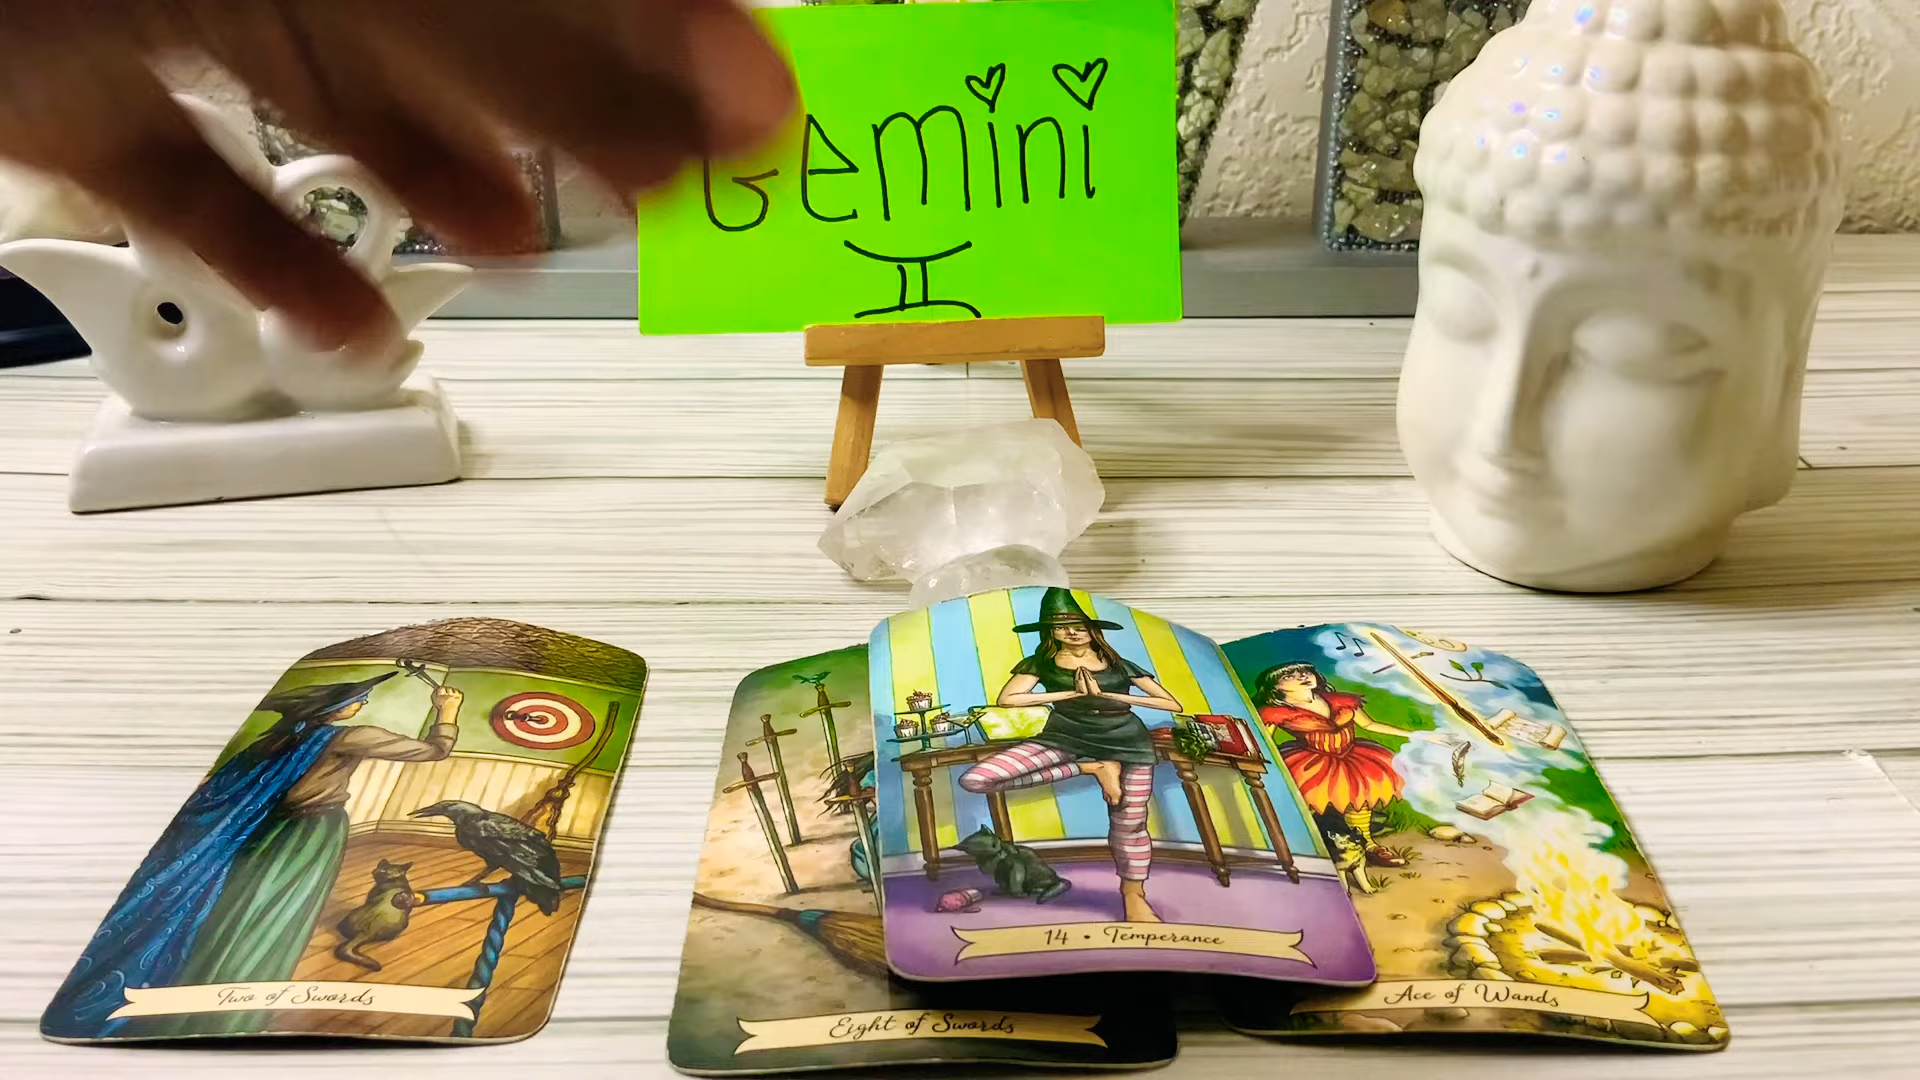 Gemini
Two of Swords
Eight of Swords
14 • Temperance
Ace of Wands